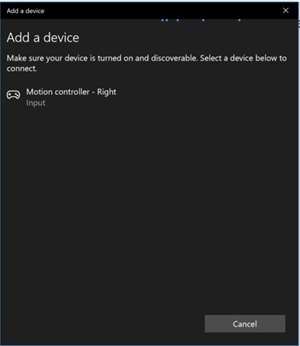 Add a device
Add a device
Make sure your device is turned on and discoverable. Select a device below to
connect.
Motion controller - Right
Input
Cancel